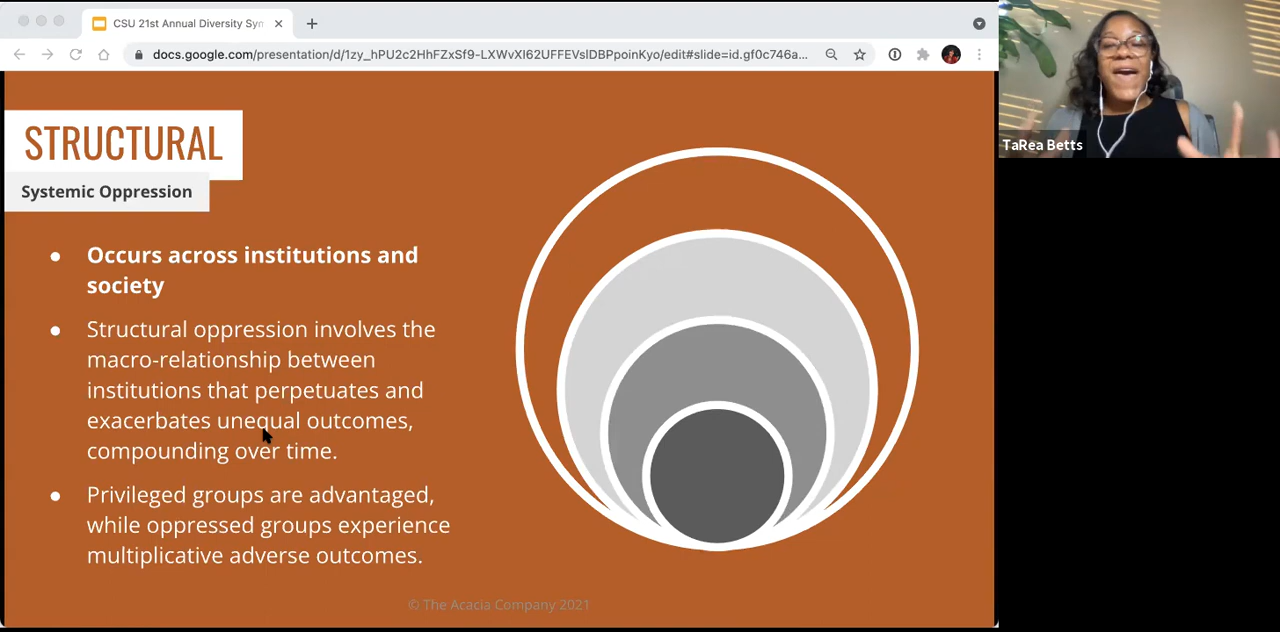 CSU 21st Annual Diversity Syn
docs.google.com/presentation/d/1zy_hPU2c2HhFZxSf9-LXWvXI62UFFEVslDBPpoinKyo/edit#slide=id.gf0c746a...
STRUCTURAL
Systemic Oppression
● Occurs across institutions and
society
● Structural oppression involves the
macro-relationship between
institutions that perpetuates and
exacerbates unequal outcomes,
compounding over time.
● Privileged groups are advantaged,
while oppressed groups experience
multiplicative adverse outcomes.
© The Acacia Company 2021
TaRea Betts